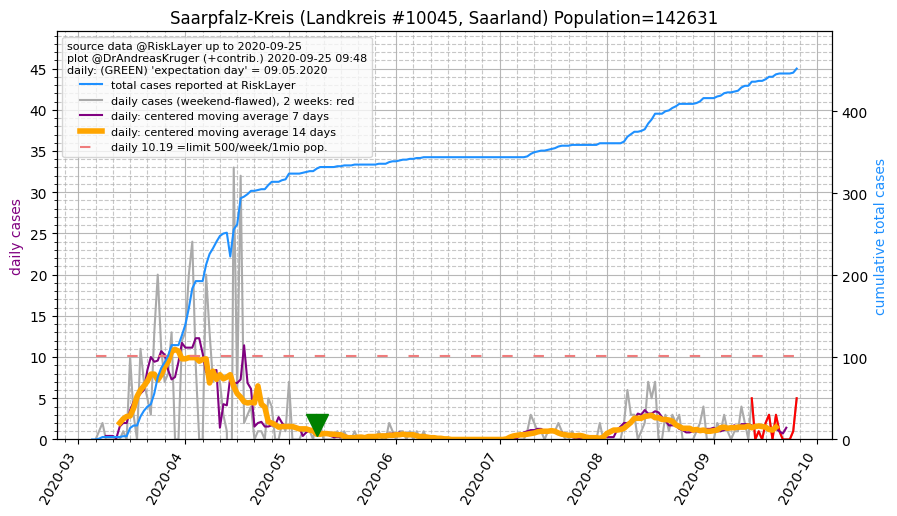 Saarpfalz-Kreis (Landkreis #10045, Saarland) Population=142631
source data @RiskLayer up to 2020-09-25
plot @DrAndreasKruger (+contrib.) 2020-09-25 09:48
daily: (GREEN) 'expectation day' = 09.05.2020
total cases reported at RiskLayer
daily cases (weekend-flawed), 2 weeks: red
daily: centered moving average 7 days
daily: centered moving average 14 days
daily 10.19 =limit 500/week/1mio pop.
daily cases
45
40
35
30
25
20
15
10
5
0
400
300
200
100
0
cumulative total cases
2020-03
2020-04
2020-05
2020-06
2020-07
2020-08
2020-09
2020-10